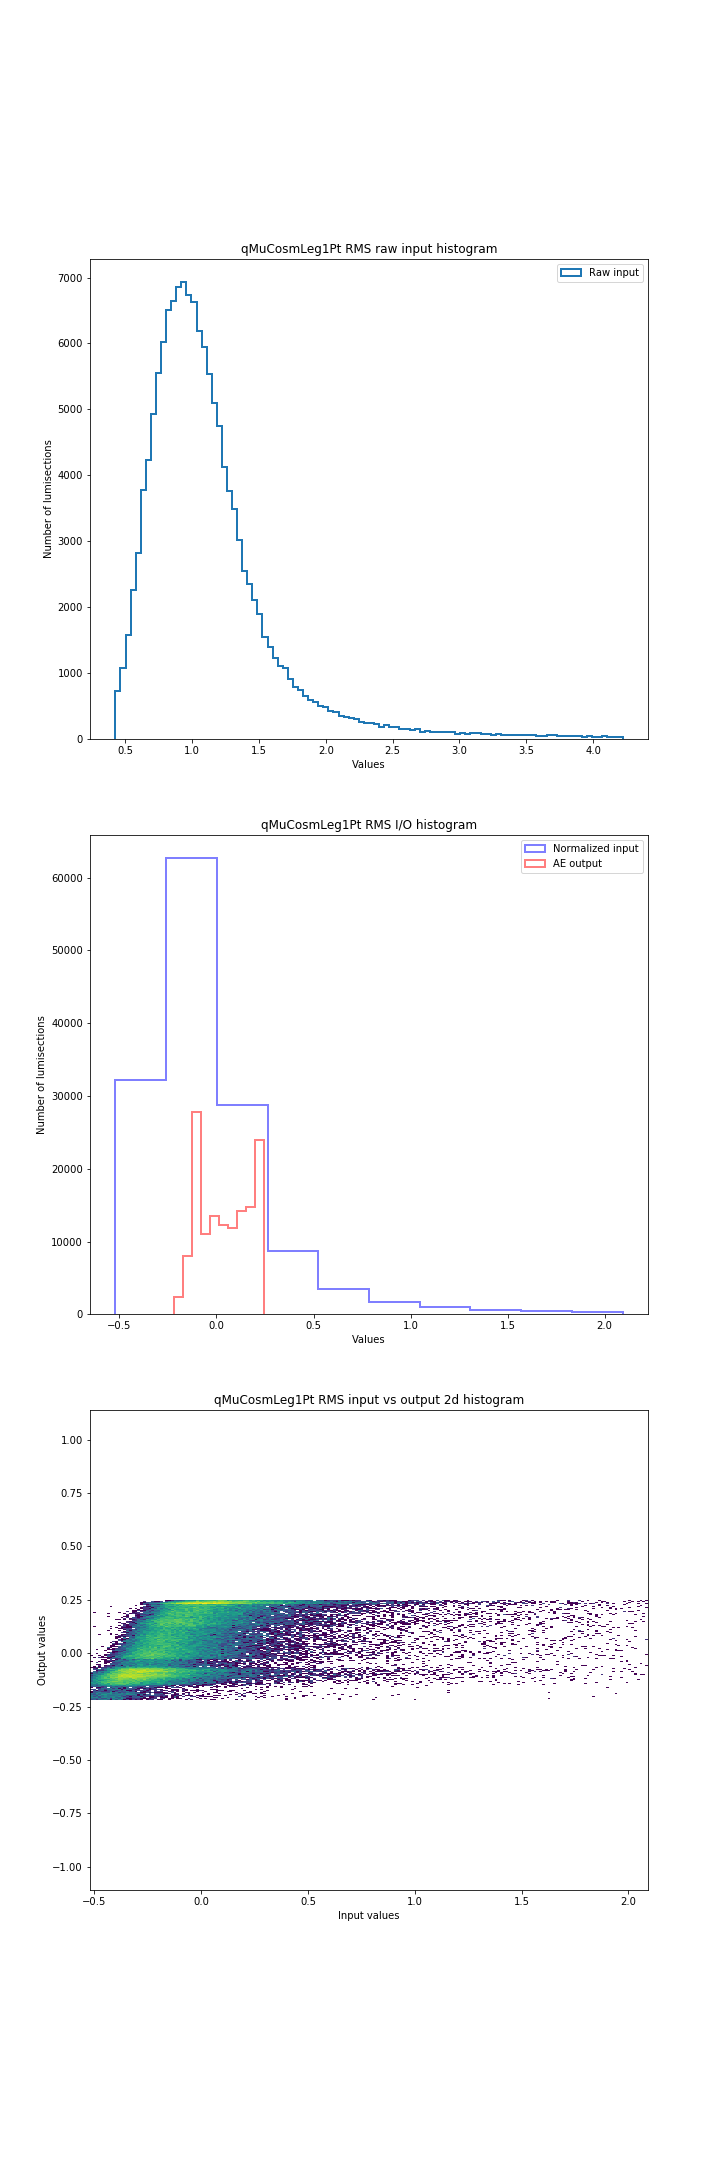 qMuCosmLeg1Pt RMS raw input histogram
Raw input
7000
6000
5000
4000
3000
2000
1000
0
Number of lumisections
0.5 1.0 1.5 2.0 2.5 3.0 3.5 4.0
Values
qMuCosmLeg1Pt RMS I/O histogram
Normalized input
AE output
60000
50000
40000
30000
20000
10000
0
Number of lumisections
−0.5 0.0 0.5 1.0 1.5 2.0
Values
qMuCosmLeg1Pt RMS input vs output 2d histogram
1.00
0.75
0.50
0.25
0.00
−0.25
−0.50
−0.75
−1.00
Output values
−0.5 0.0 0.5 1.0 1.5 2.0
Input values